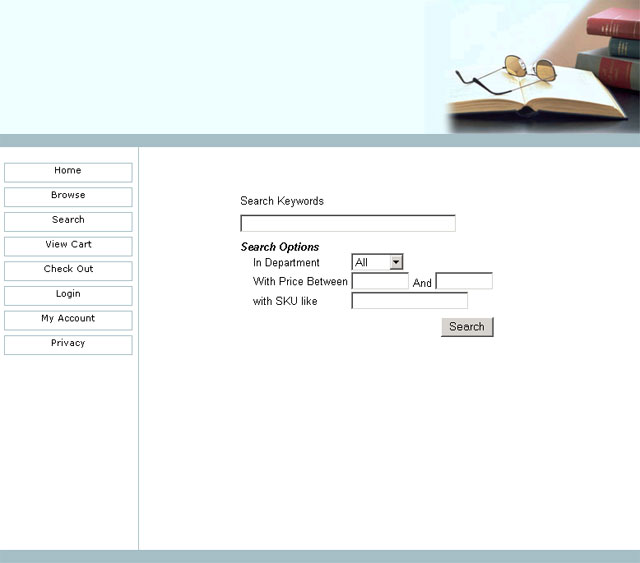 Home
Browse
Search
View Cart
Check Out
Login
My Account
Privacy
Search Keywords
Search Options
In Department All
With Price Between And
with SKU like
Search